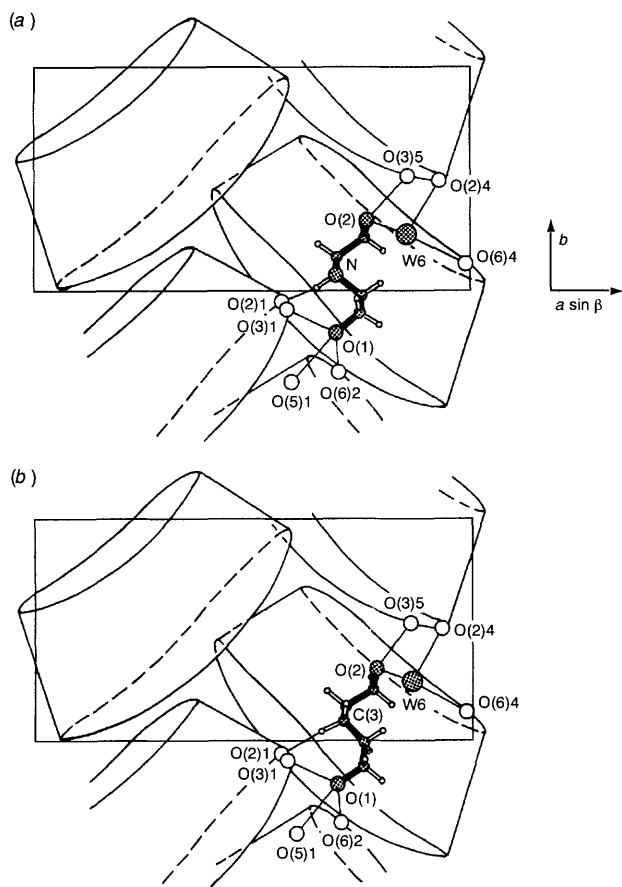 (a)
O(3)5
O(2)4
O(2)
W6
O(6)4
N
O(2)1
O(3)1
O(1)
O(5)1
O(6)2
b
a sin β
(b)
O(3)5
O(2)4
O(2)
W6
O(6)4
C(3)
O(2)1
O(3)1
O(1)
O(5)1
O(6)2